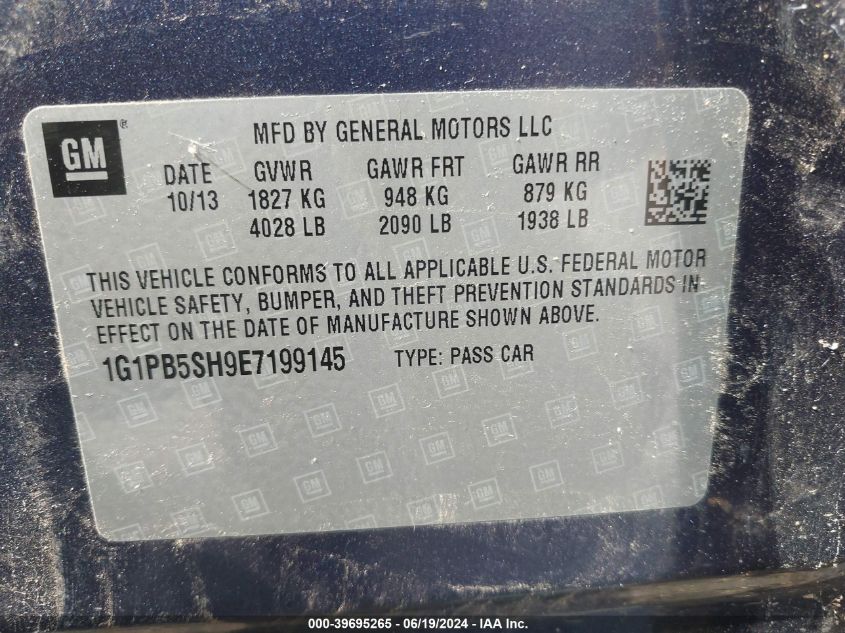 GM®
MFD BY GENERAL MOTORS LLC
DATE GVWR GAWR FRT GAWR RR
10/13 1827 KG 948 KG 879 KG
4028 LB 2090 LB 1938 LB
THIS VEHICLE CONFORMS TO ALL APPLICABLE U.S. FEDERAL MOTOR
VEHICLE SAFETY, BUMPER, AND THEFT PREVENTION STANDARDS IN
EFFECT ON THE DATE OF MANUFACTURE SHOWN ABOVE.
1G1PB5SH9E7199145 TYPE: PASS CAR
000-39695265 - 06/19/2024 - IAA Inc.